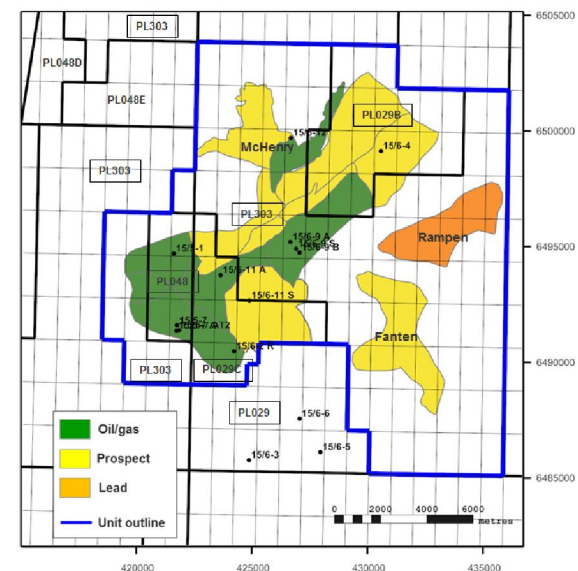 PL303
6505000
PL048D
PL048E
6500000
PL029B
McHenry
15/6-4
PL303
PL303
15/6-9 A
15/6-9 B
Rampen
6495000
15/5-1
PL048
15/6-11 A
15/6-11 S
15/5-7
Fanten
PL303
PL029C
6490000
PL029
15/6-6
15/6-5
15/6-3
6485000
Oil/gas
Prospect
Lead
Unit outline
0 2000 4000 6000
metres
420000 425000 430000 435000